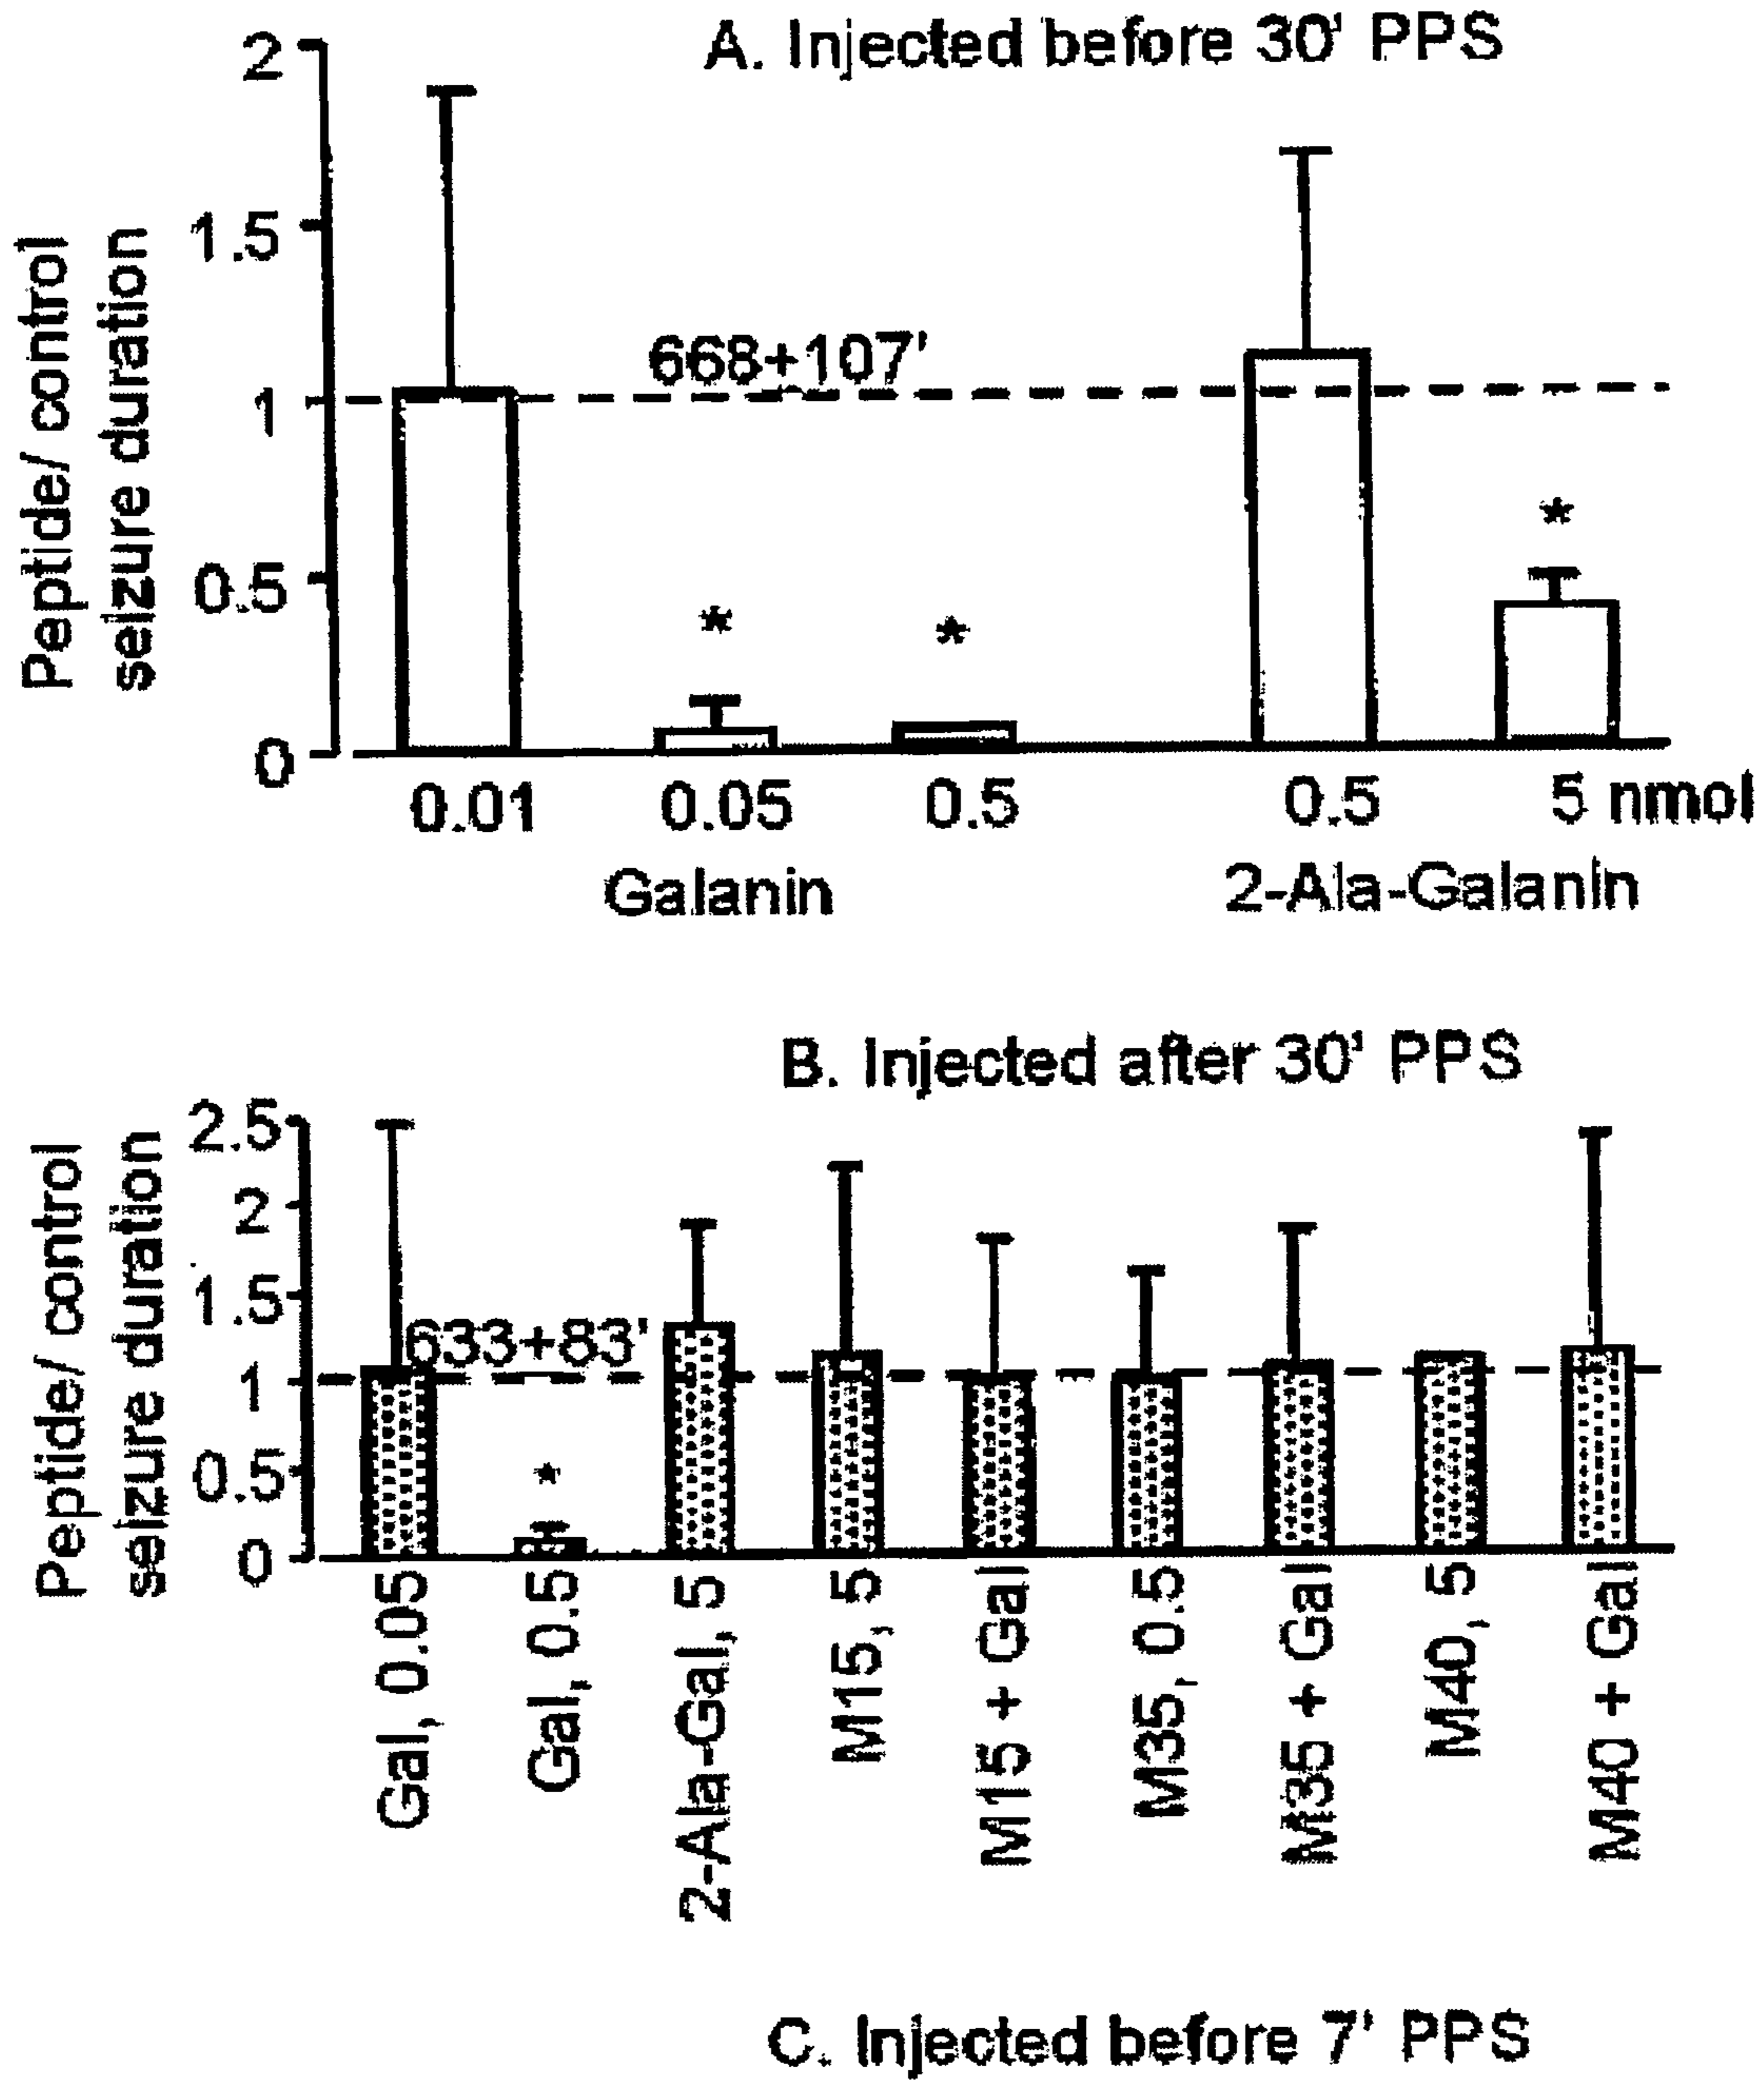 A. Injected before 30' PPS
2
1.5
1
0.5
0
Peptide/ control
seizure duration
668+107'
*
*
*
0.01 0.05 0.5 0.5 5 nmol
Galanin 2-Ala-Galanin
B. Injected after 30' PPS
2.5
2
1.5
1
0.5
0
Peptide/ control
seizure duration
633+83'
*
Gal, 0.05
Gal, 0.5
2-Ala-Gal, 5
M15, 5
M15 + Gal
M35, 0.5
M35 + Gal
M40, 5
M40 + Gal
C. Injected before 7' PPS